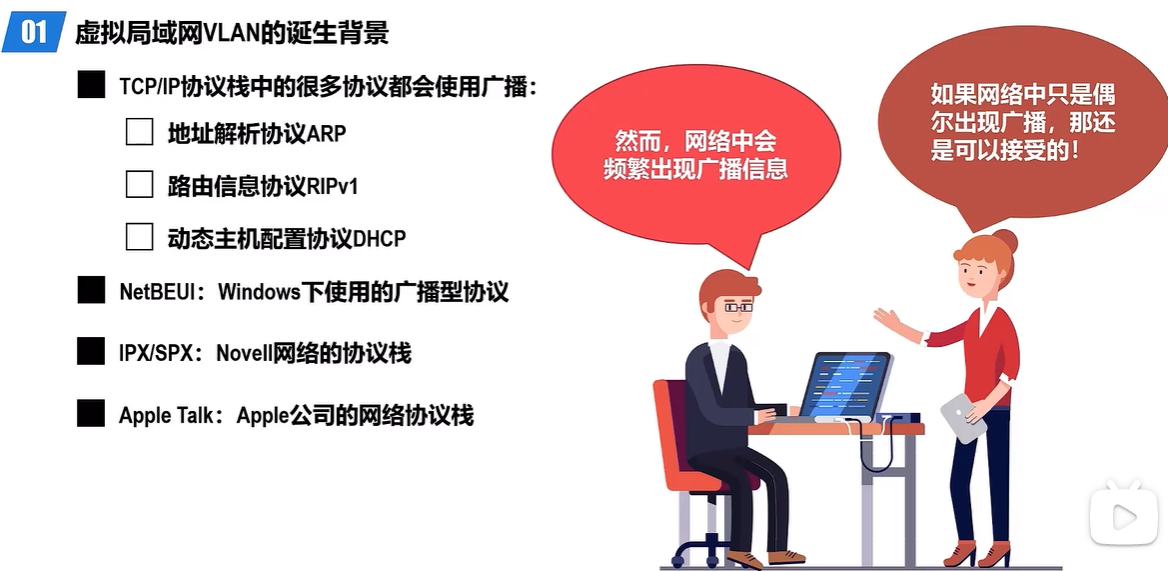 01
虚拟局域网VLAN的诞生背景
TCP/IP协议栈中的很多协议都会使用广播：
地址解析协议ARP
路由信息协议RIPv1
动态主机配置协议DHCP
NetBEUI：Windows下使用的广播型协议
IPX/SPX：Novell网络的协议栈
Apple Talk：Apple公司的网络协议栈
然而，网络中会
频繁出现广播信息
如果网络中只是偶
尔出现广播，那还
是可以接受的！